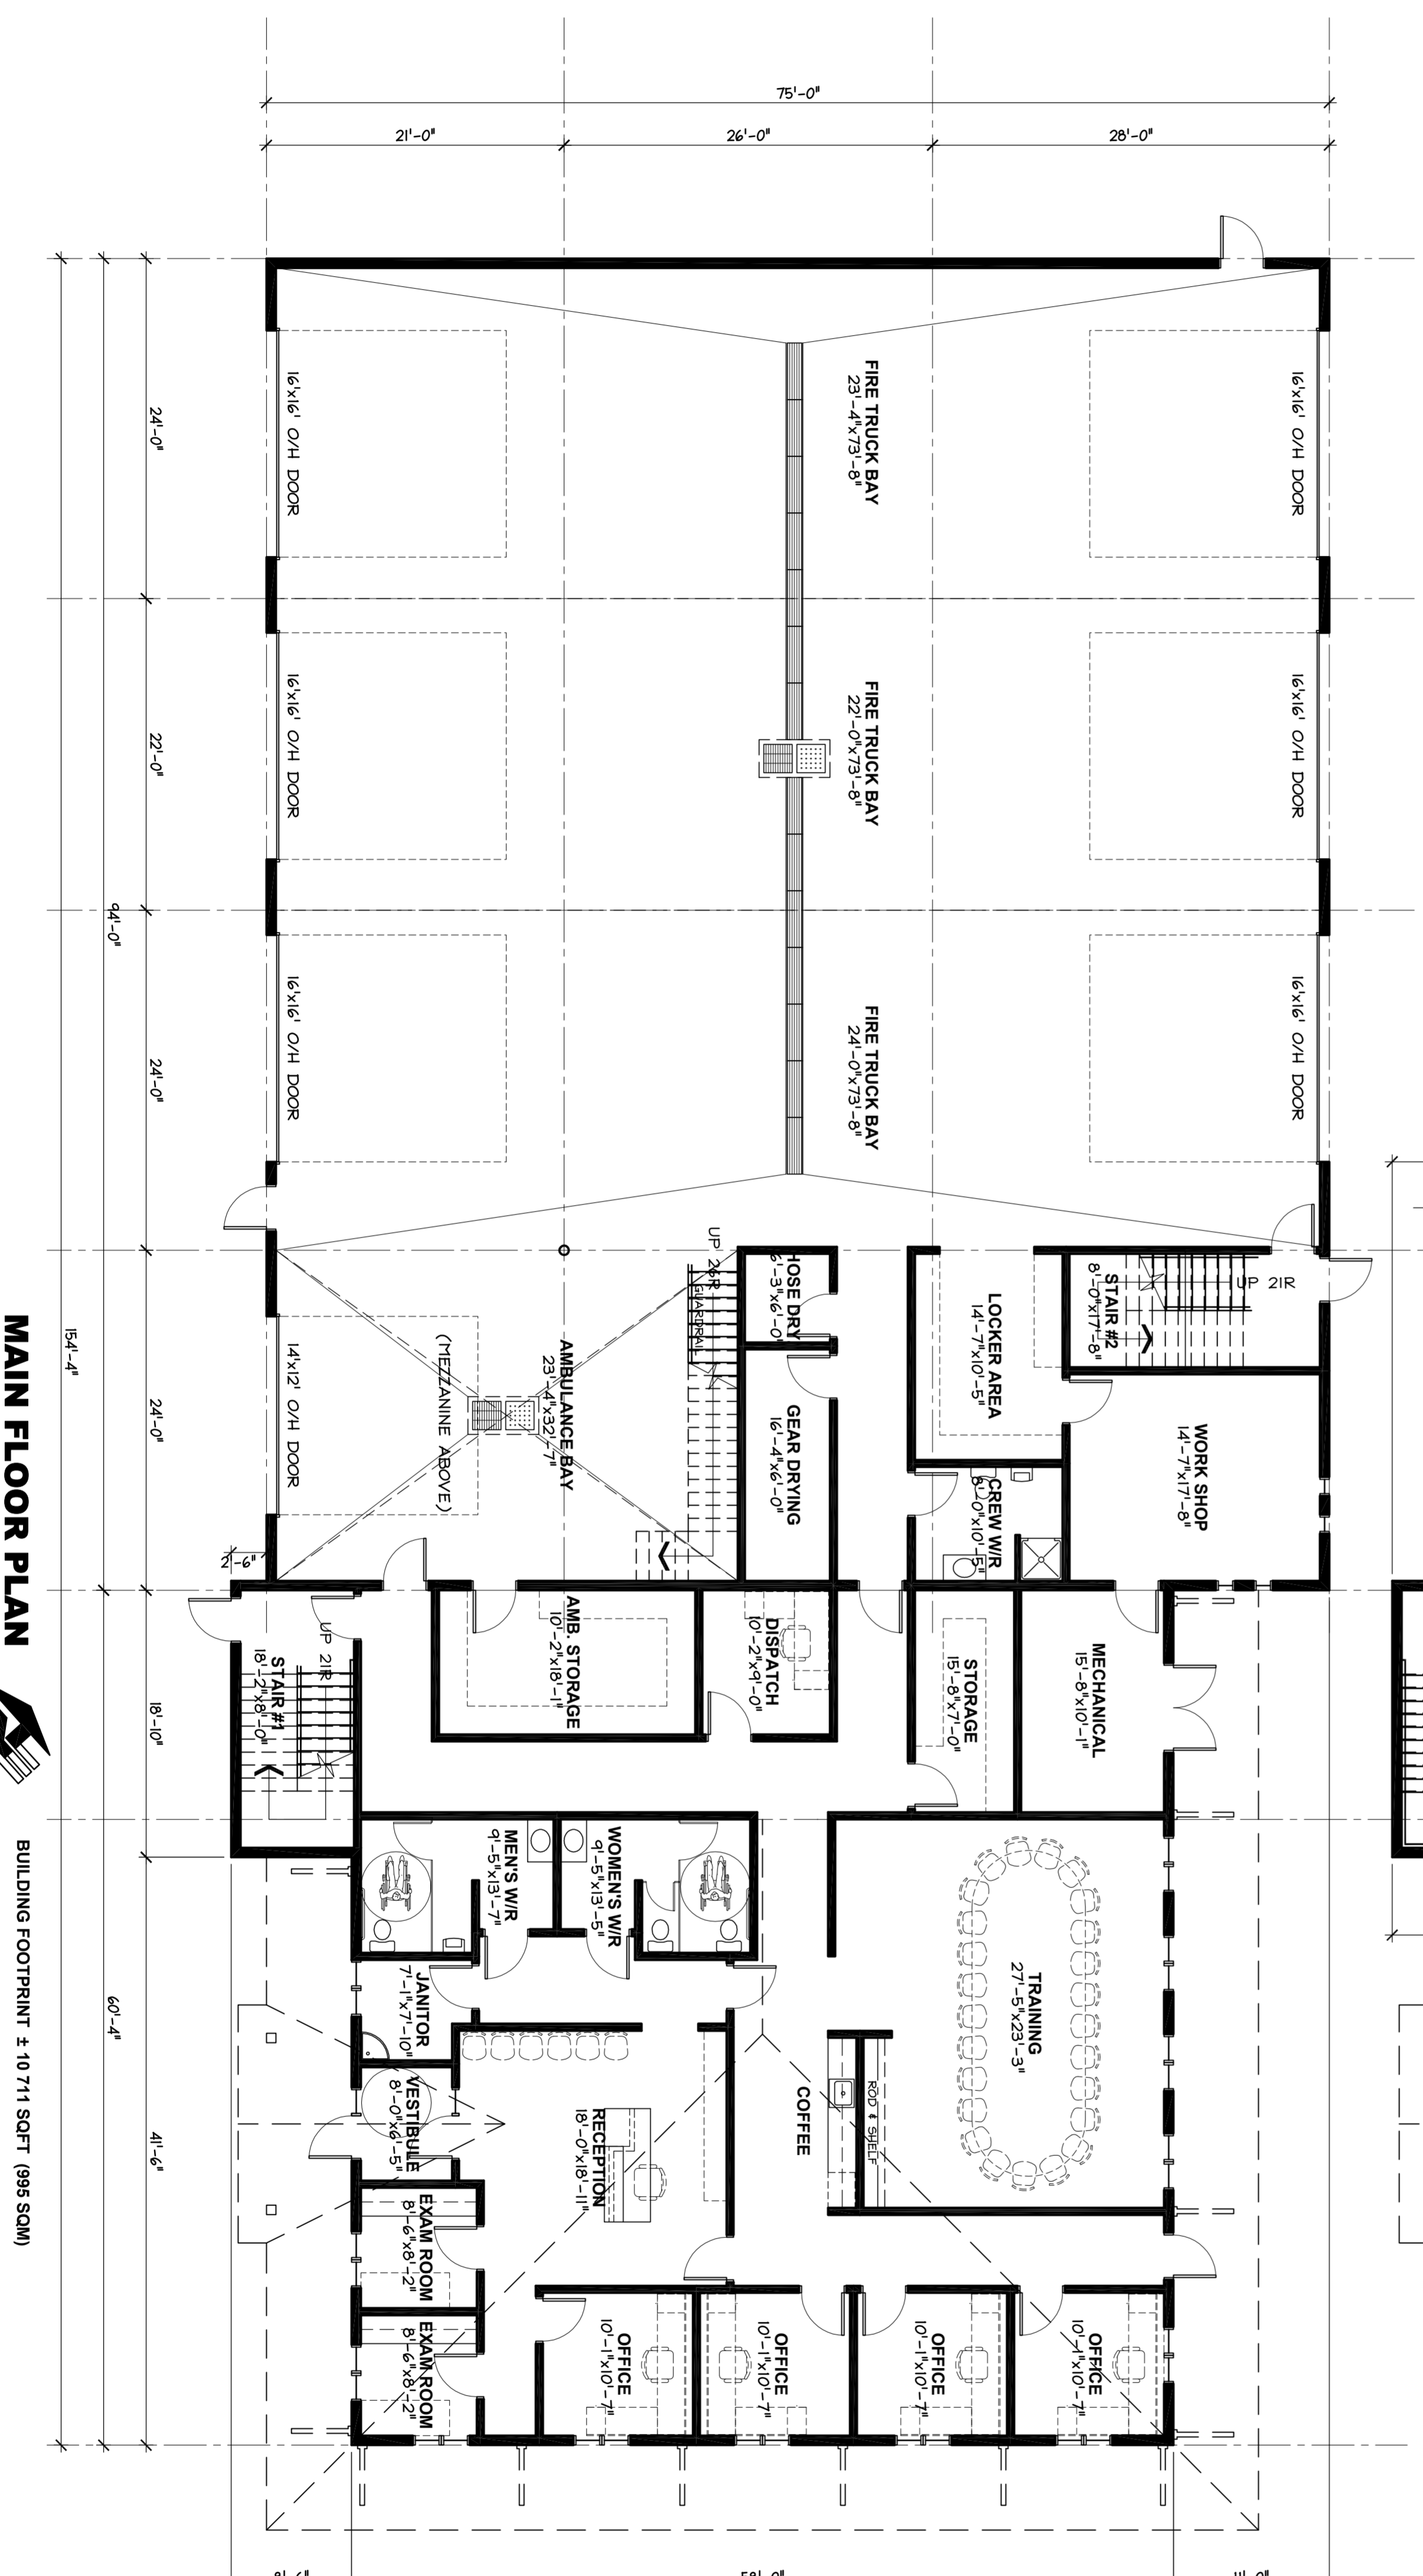 75'-0"
21'-0"
26'-0"
28'-0"
FIRE TRUCK BAY
23'-4"x73'-8"
16'x16' O/H DOOR
16'x16' O/H DOOR
24'-0"
FIRE TRUCK BAY
22'-0"x73'-8"
16'x16' O/H DOOR
16'x16' O/H DOOR
22'-0"
94'-0"
FIRE TRUCK BAY
24'-0"x73'-8"
16'x16' O/H DOOR
16'x16' O/H DOOR
24'-0"
UP 26R
GUARDRAIL
HOSE DRY
6'-3"x6'-0"
LOCKER AREA
14'-7"x10'-5"
STAIR #2
8'-0"x17'-8"
UP 21R
14'x12' O/H DOOR
(MEZZANINE ABOVE)
AMBULANCE BAY
23'-4"x32'-7"
GEAR DRYING
16'-4"x6'-0"
CREW W/R
8'-0"x10'-5"
WORK SHOP
14'-7"x17'-8"
24'-0"
154'-4"
2'-6"
UP 21R
STAIR #1
18'-2"x8'-0"
AMB. STORAGE
10'-2"x18'-1"
DISPATCH
10'-2"x9'-0"
STORAGE
15'-8"x7'-0"
MECHANICAL
15'-8"x10'-1"
18'-10"
MEN'S W/R
9'-5"x13'-7"
WOMEN'S W/R
9'-5"x13'-5"
TRAINING
27'-5"x23'-3"
JANITOR
7'-1"x7'-10"
60'-4"
VESTIBULE
8'-0"x6'-5"
RECEPTION
18'-0"x18'-11"
COFFEE
ROD & SHELF
41'-6"
EXAM ROOM
8'-6"x8'-2"
EXAM ROOM
8'-6"x8'-2"
OFFICE
10'-1"x10'-7"
OFFICE
10'-1"x10'-7"
OFFICE
10'-1"x10'-7"
OFFICE
10'-1"x10'-7"
MAIN FLOOR PLAN
BUILDING FOOTPRINT ± 10 711 SQFT (995 SQM)